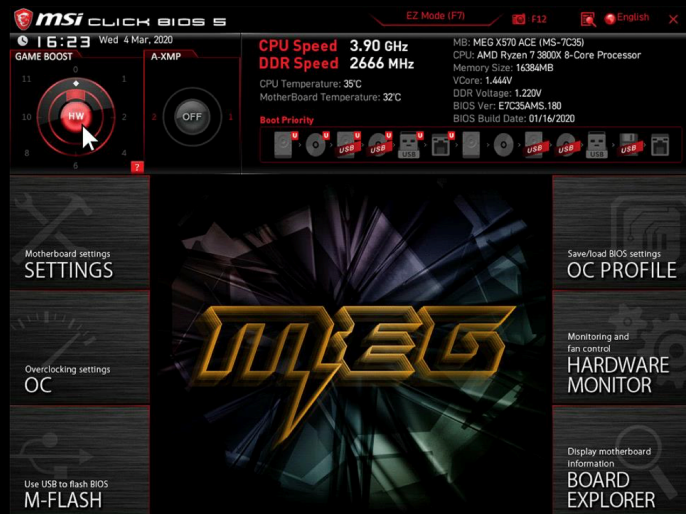 msi CLICK BIOS 5
EZ Mode (F7)
F12
English
16:23 Wed 4 Mar, 2020
GAME BOOST
A-XMP
0
11
1
HW
10
2
8
4
6
?
OFF
2
1
CPU Speed 3.90 GHz
DDR Speed 2666 MHz
CPU Temperature: 35°C
MotherBoard Temperature: 32°C
MB: MEG X570 ACE (MS-7C35)
CPU: AMD Ryzen 7 3800X 8-Core Processor
Memory Size: 16384MB
VCore: 1.444V
DDR Voltage: 1.220V
BIOS Ver: E7C35AMS.180
BIOS Build Date: 01/16/2020
Boot Priority
U U U U U U
USB USB USB USB USB USB USB
Motherboard settings
SETTINGS
Overclocking settings
OC
Use USB to flash BIOS
M-FLASH
MEG
Save/load BIOS settings
OC PROFILE
Monitoring and
fan control
HARDWARE
MONITOR
Display motherboard
information
BOARD
EXPLORER